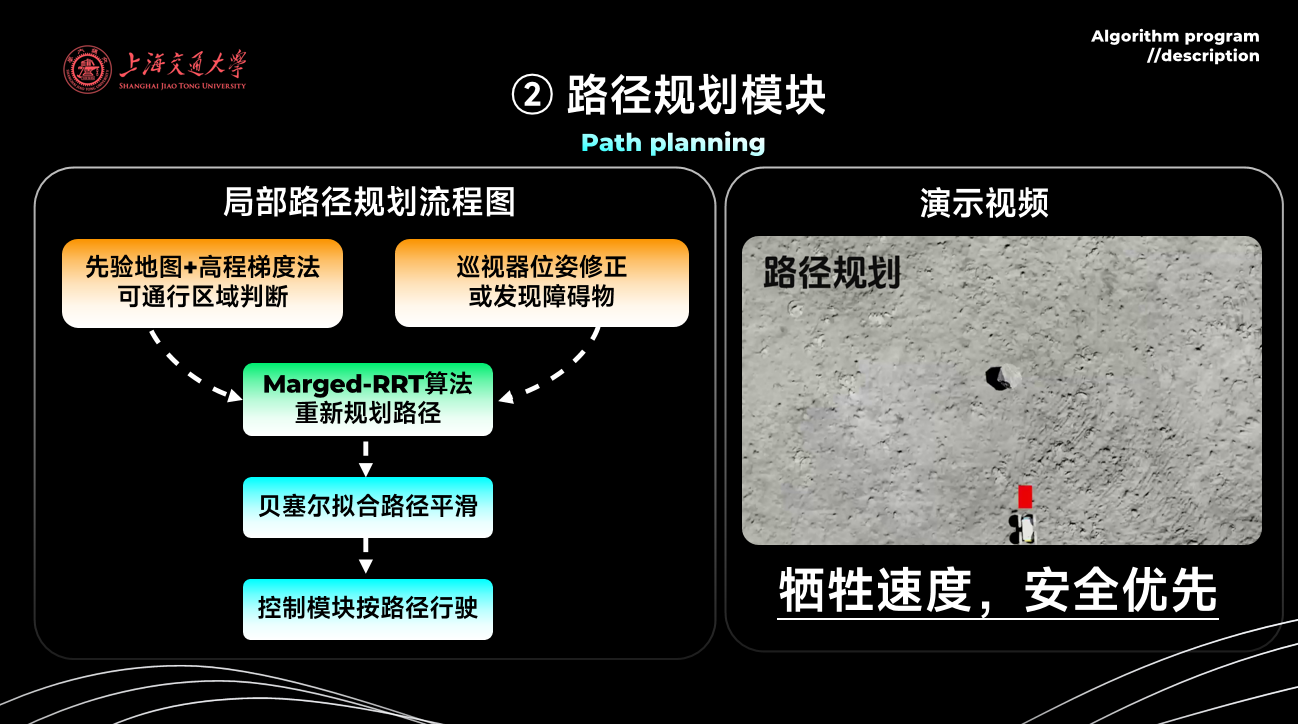 上海交通大学
SHANGHAI JIAO TONG UNIVERSITY
Algorithm program
//description
② 路径规划模块
Path planning
局部路径规划流程图
先验地图+高程梯度法
可通行区域判断
巡视器位姿修正
或发现障碍物
Marged-RRT算法
重新规划路径
贝塞尔拟合路径平滑
控制模块按路径行驶
演示视频
路径规划
牺牲速度，安全优先